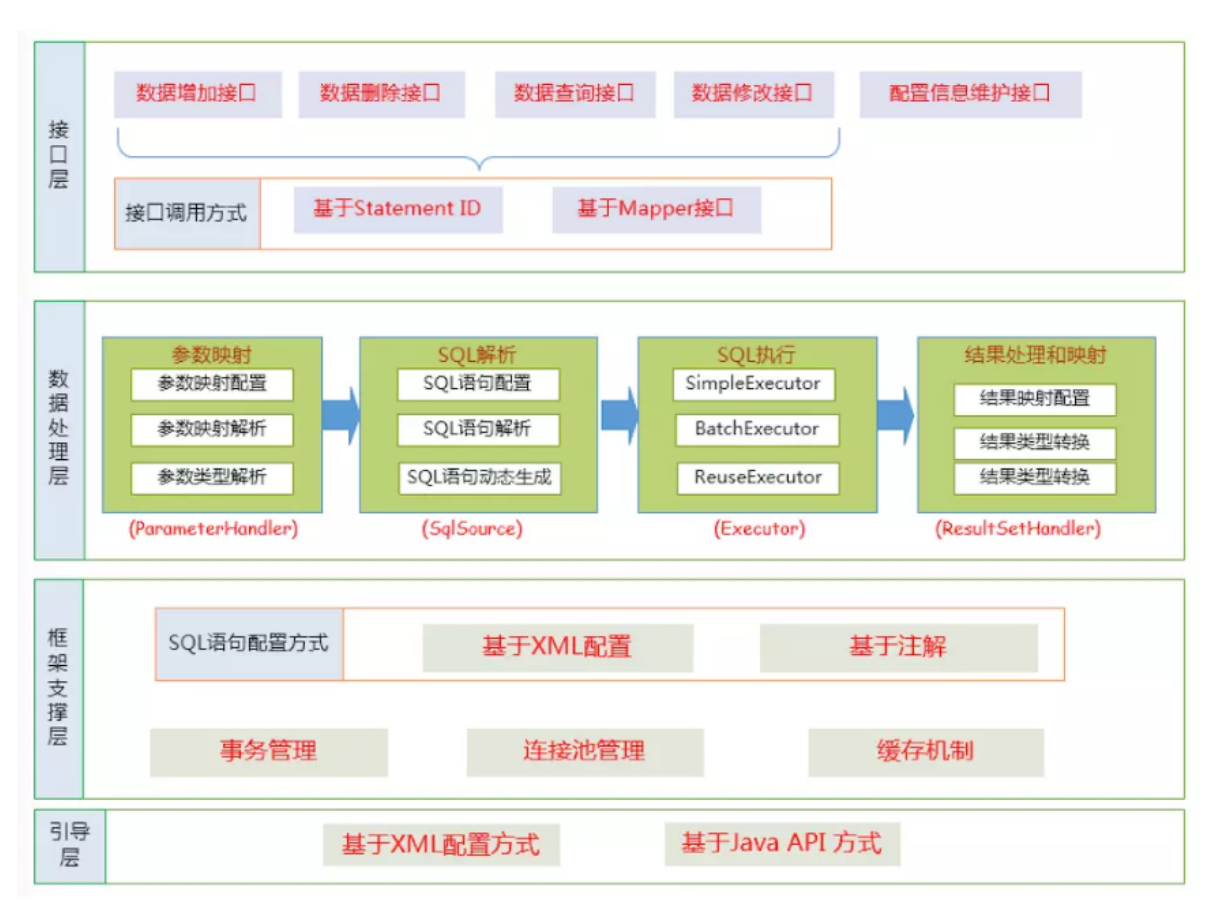 接口层
数据增加接口
数据删除接口
数据查询接口
数据修改接口
配置信息维护接口
接口调用方式
基于Statement ID
基于Mapper接口
数据处理层
参数映射
参数映射配置
参数映射解析
参数类型解析
(ParameterHandler)
SQL解析
SQL语句配置
SQL语句解析
SQL语句动态生成
(SqlSource)
SQL执行
SimpleExecutor
BatchExecutor
ReuseExecutor
(Executor)
结果处理和映射
结果映射配置
结果类型转换
结果类型转换
(ResultSetHandler)
框架支撑层
SQL语句配置方式
基于XML配置
基于注解
事务管理
连接池管理
缓存机制
引导层
基于XML配置方式
基于Java API 方式